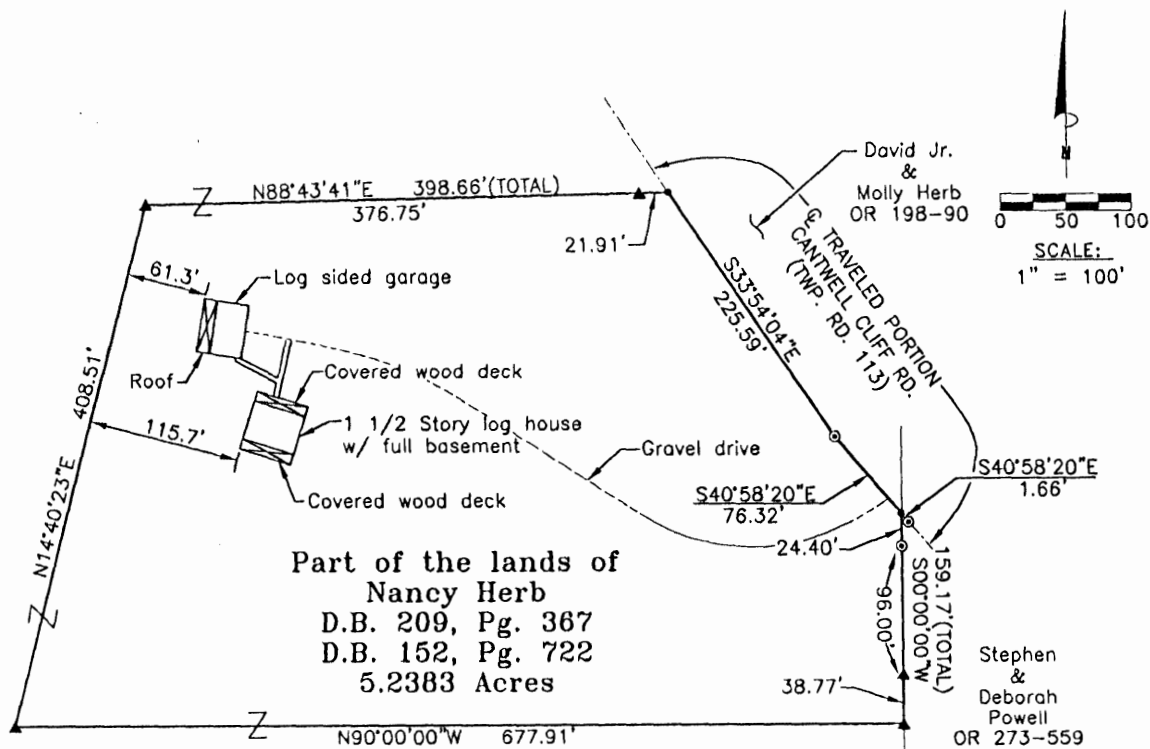 N
David Jr.
&
Molly Herb
OR 198-90
0 50 100
SCALE:
1" = 100'
N88°43'41"E 398.66'(TOTAL)
376.75'
21.91'
℄ TRAVELED PORTION
CANTWELL CLIFF RD.
(TWP. RD. 113)
S33°54'04"E
225.59'
61.3'
Log sided garage
Roof
Covered wood deck
1 1/2 Story log house
w/ full basement
115.7'
Covered wood deck
Gravel drive
408.51'
N14°40'23"E
S40°58'20"E
76.32'
S40°58'20"E
1.66'
24.40'
159.17'(TOTAL)
S00°00'00"W
96.00'
Part of the lands of
Nancy Herb
D.B. 209, Pg. 367
D.B. 152, Pg. 722
5.2383 Acres
38.77'
Stephen
&
Deborah
Powell
OR 273-559
N90°00'00"W 677.91'